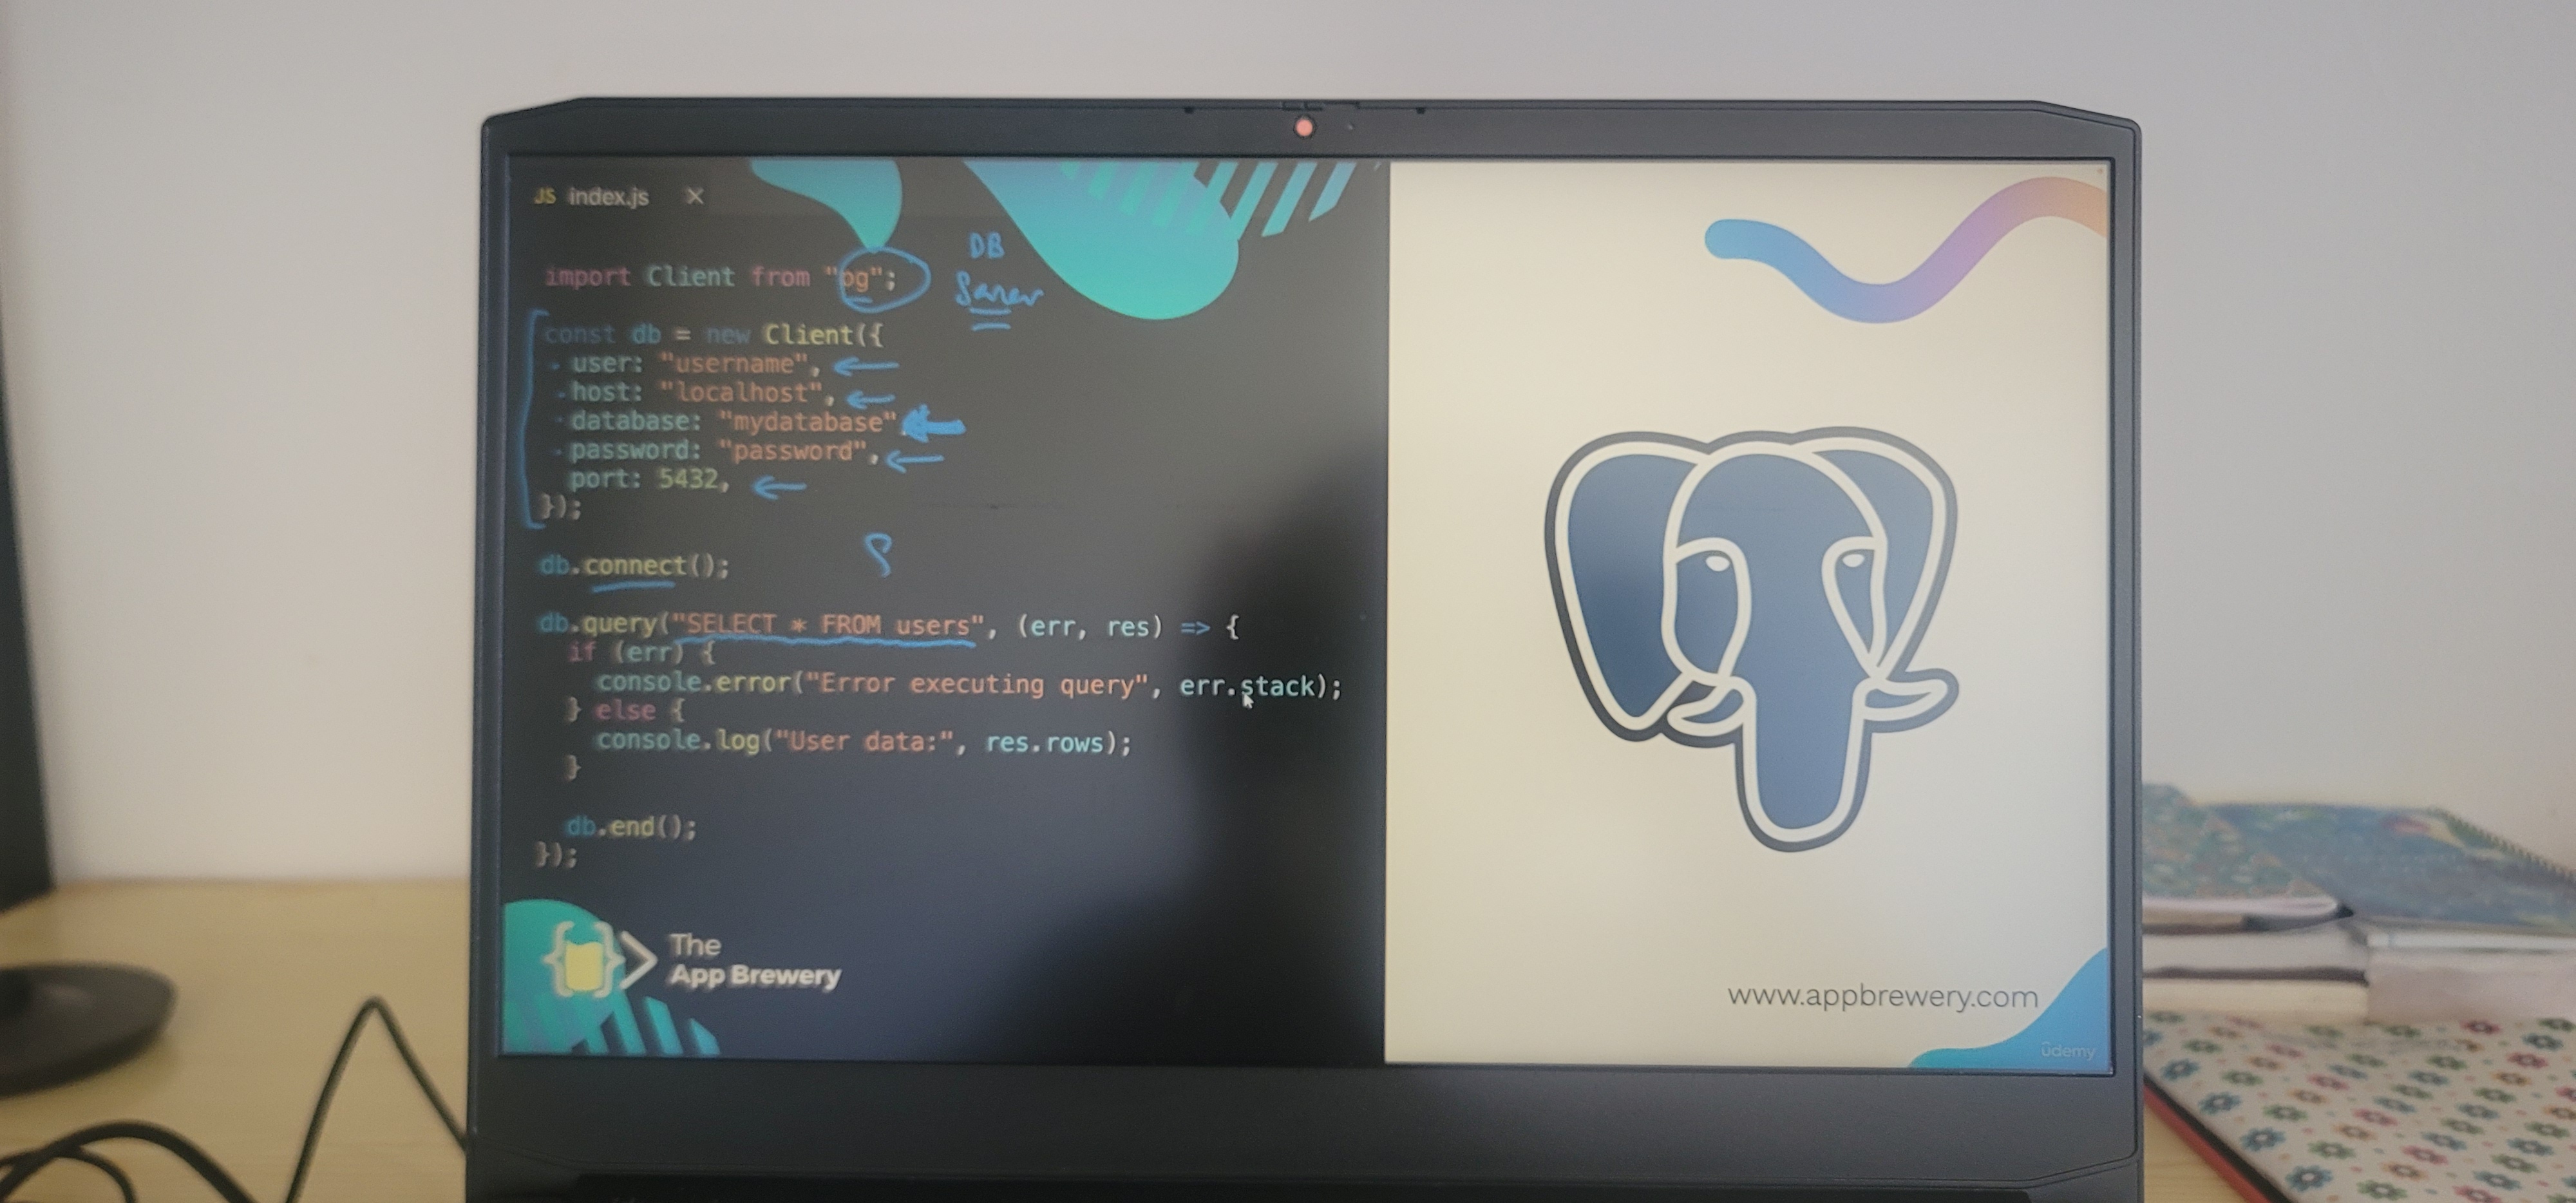 JS index.js
import Client from "pg";
DB
Server
const db = new Client({
user: "username",
host: "localhost",
database: "mydatabase"
password: "password",
port: 5432,
});
db.connect();
db.query("SELECT * FROM users", (err, res) => {
if (err) {
console.error("Error executing query", err.stack);
} else {
console.log("User data:", res.rows);
}
db.end();
});
The
App Brewery
www.appbrewery.com
ûdemy